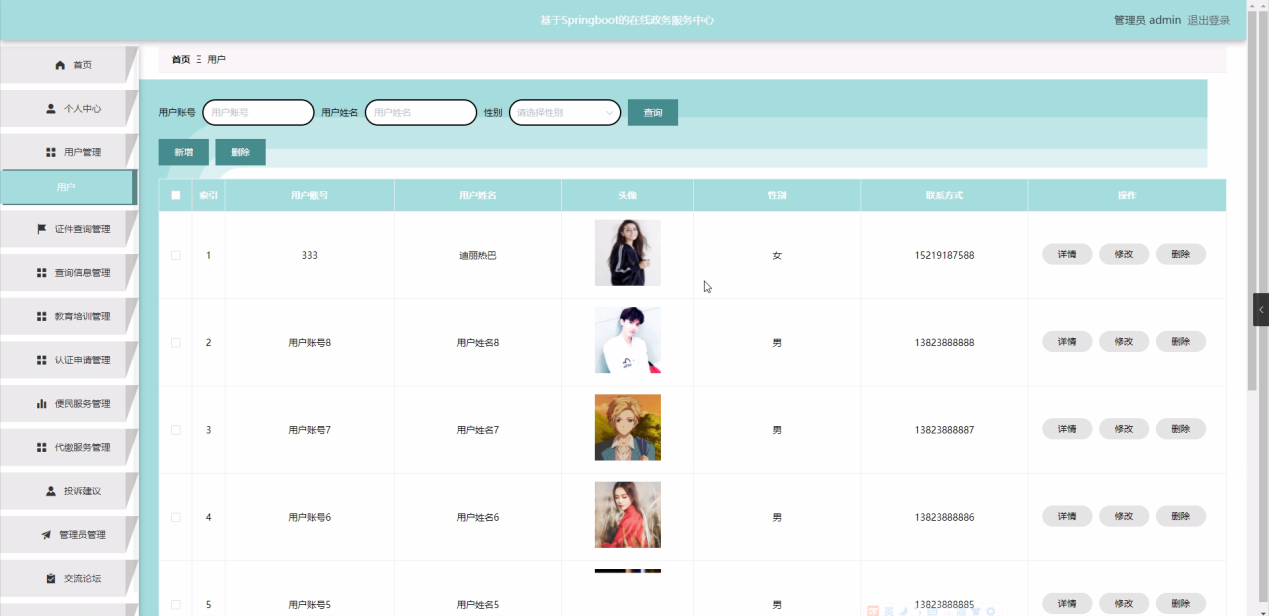 基于Springboot的在线政务服务中心
管理员 admin 退出登录
首页
个人中心
用户管理
用户
证件查询管理
查询信息管理
教育培训管理
认证申请管理
便民服务管理
代缴服务管理
投诉建议
管理员管理
交流论坛
首页 Ξ 用户
用户账号 用户账号 用户姓名 用户姓名 性别 请选择性别 查询
新增 删除
索引 用户账号 用户姓名 头像 性别 联系方式 操作
1 333 迪丽热巴 女 15219187588 详情 修改 删除
2 用户账号8 用户姓名8 男 13823888888 详情 修改 删除
3 用户账号7 用户姓名7 男 13823888887 详情 修改 删除
4 用户账号6 用户姓名6 男 13823888886 详情 修改 删除
5 用户账号5 用户姓名5 男 13823888885 详情 修改 删除